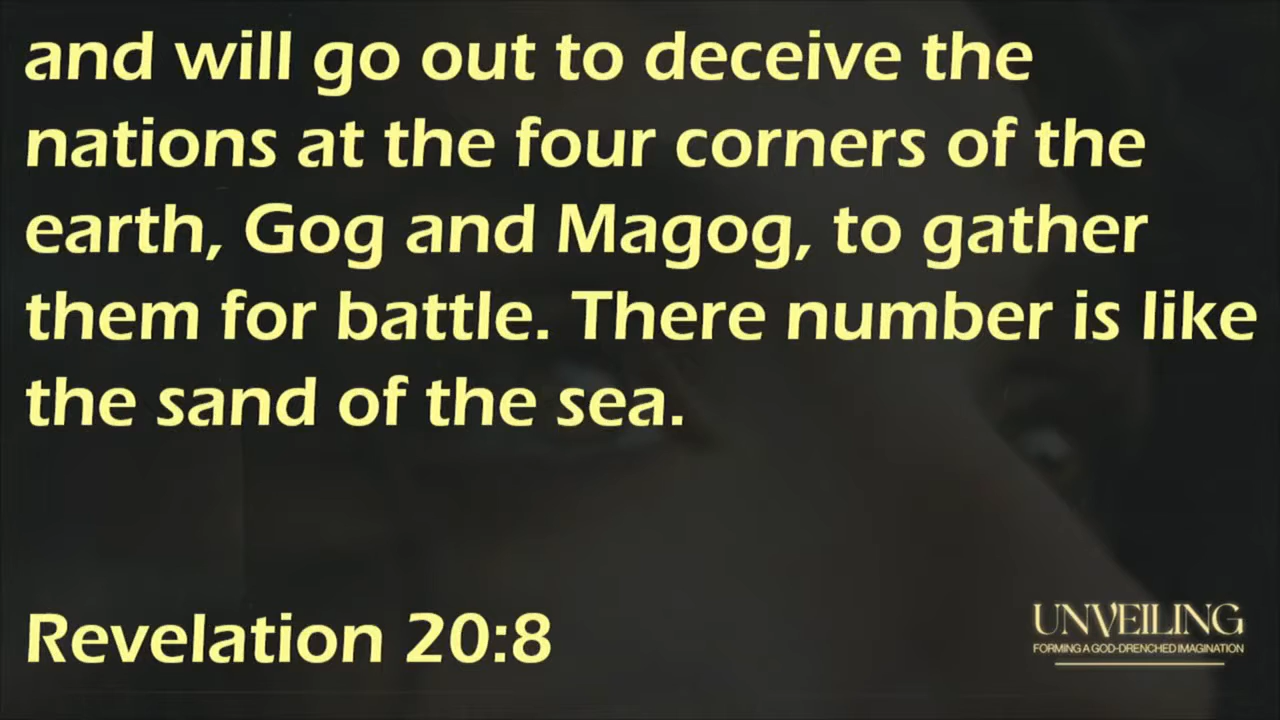 and will go out to deceive the
nations at the four corners of the
earth, Gog and Magog, to gather
them for battle. There number is like
the sand of the sea.
Revelation 20:8
UNVEILING
FORMING A GOD-DRENCHED IMAGINATION